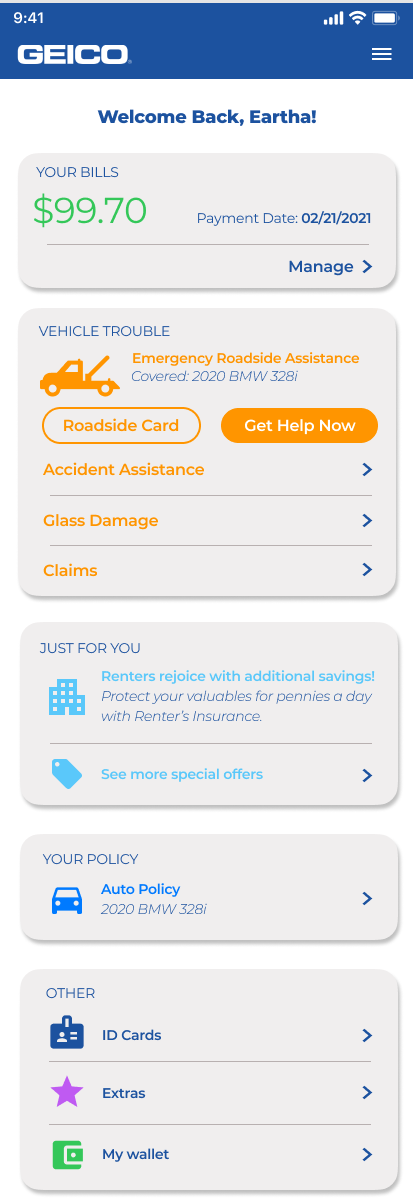 9:41
GEICO
Welcome Back, Eartha!
YOUR BILLS
$99.70
Payment Date: 02/21/2021
Manage
VEHICLE TROUBLE
Emergency Roadside Assistance
Covered: 2020 BMW 328i
Roadside Card
Get Help Now
Accident Assistance
Glass Damage
Claims
JUST FOR YOU
Renters rejoice with additional savings!
Protect your valuables for pennies a day
with Renter's Insurance.
See more special offers
YOUR POLICY
Auto Policy
2020 BMW 328i
OTHER
ID Cards
Extras
My wallet